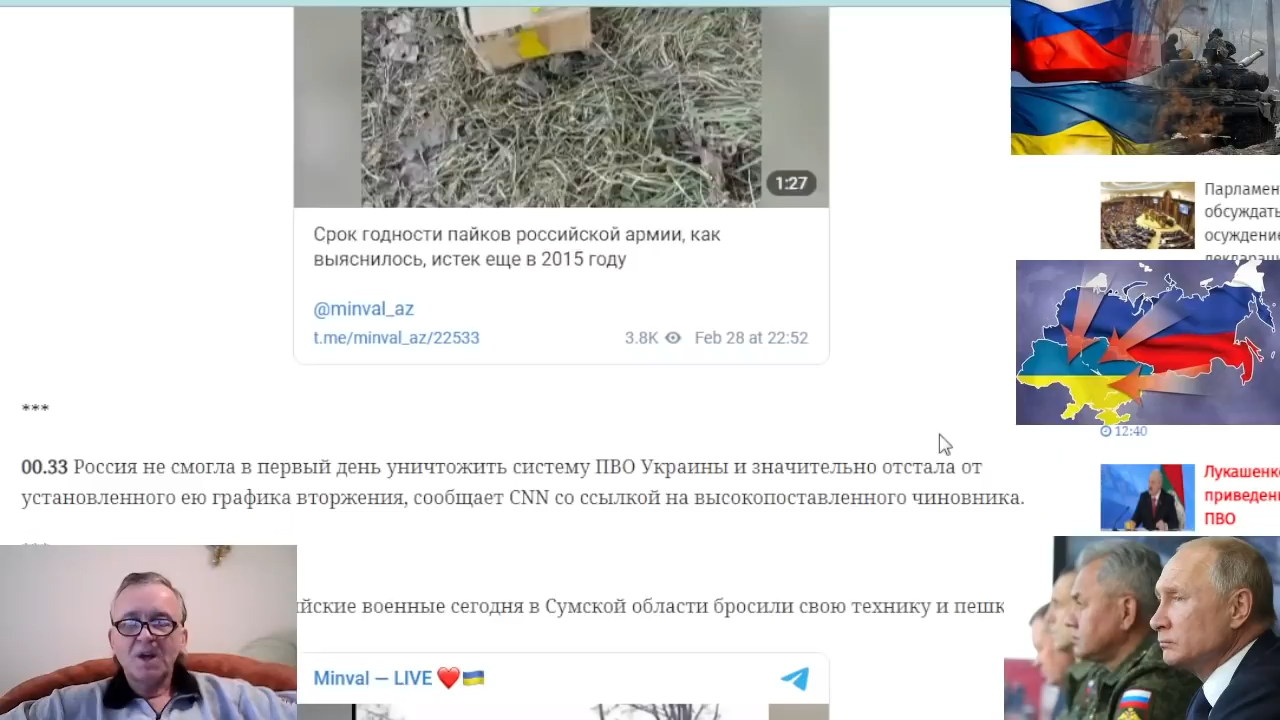 1:27
Срок годности пайков российской армии, как
выяснилось, истек еще в 2015 году
@minval_az
t.me/minval_az/22533
3.8K
Feb 28 at 22:52
***
00.33 Россия не смогла в первый день уничтожить систему ПВО Украины и значительно отстала от
установленного ею графика вторжения, сообщает CNN со ссылкой на высокопоставленного чиновника.
йские военные сегодня в Сумской области бросили свою технику и пешк
Minval — LIVE ❤️🇺🇦
Парламен
обсуждать
осуждение
декларац
12:40
Лукашенко
приведен
ПВО